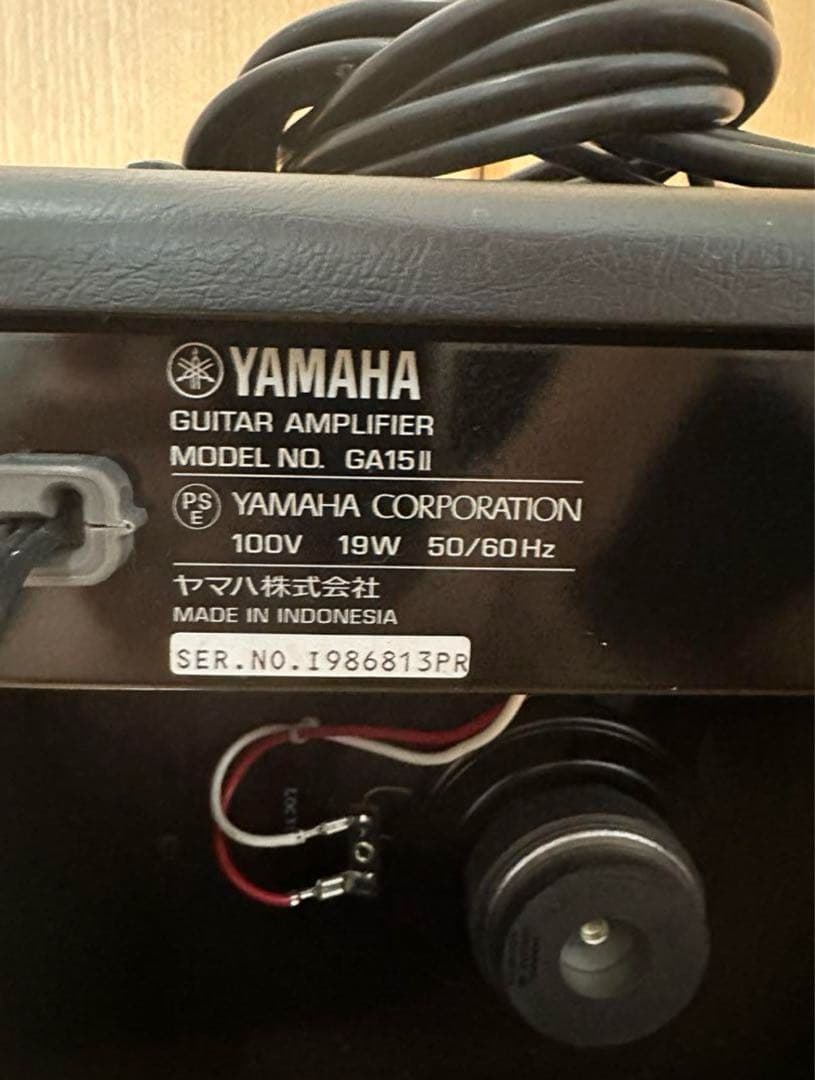 YAMAHA
GUITAR AMPLIFIER
MODEL NO. GA15II
PSE YAMAHA CORPORATION
100V 19W 50/60Hz
ヤマハ株式会社
MADE IN INDONESIA
SER.NO.I986813PR